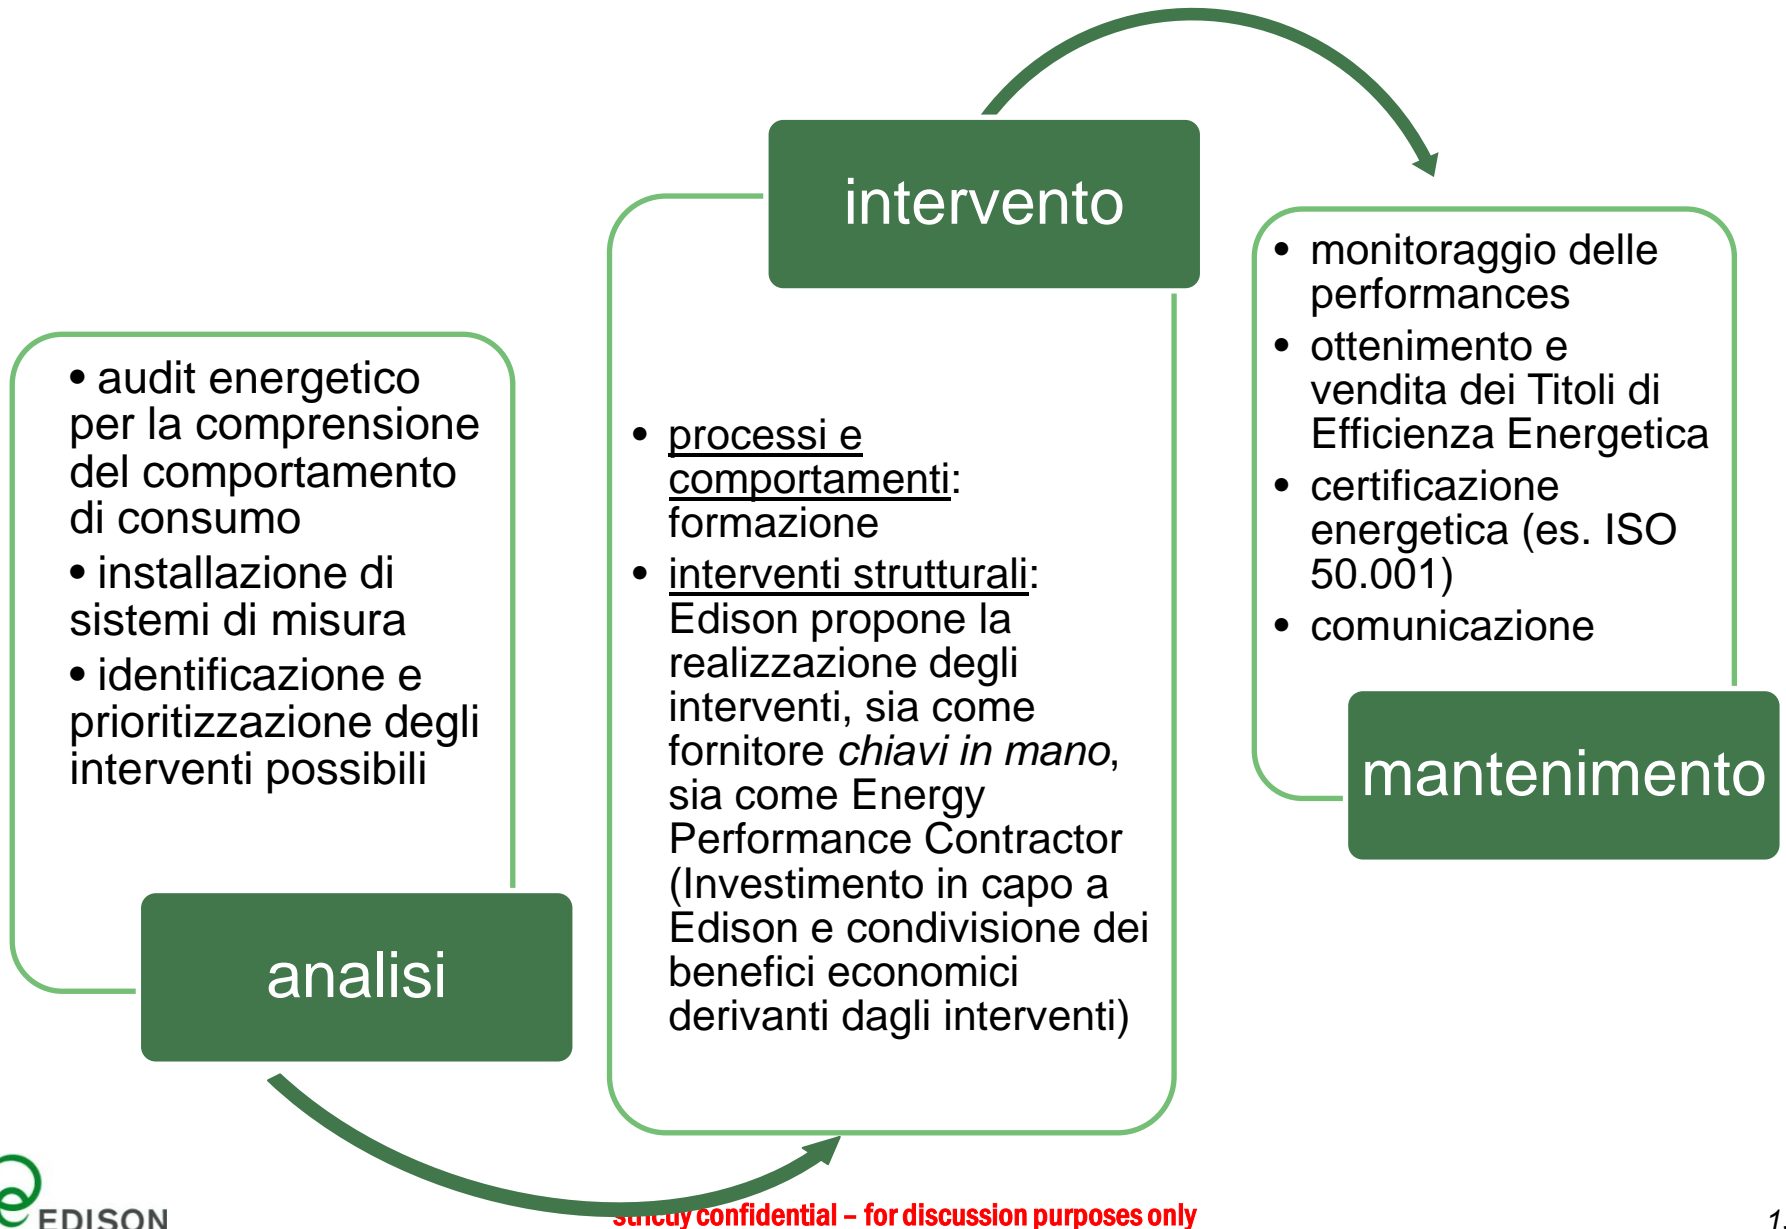 • audit energetico
per la comprensione
del comportamento
di consumo
• installazione di
sistemi di misura
• identificazione e
prioritizzazione degli
interventi possibili
analisi
intervento
• processi e
comportamenti:
formazione
• interventi strutturali:
Edison propone la
realizzazione degli
interventi, sia come
fornitore chiavi in mano,
sia come Energy
Performance Contractor
(Investimento in capo a
Edison e condivisione dei
benefici economici
derivanti dagli interventi)
• monitoraggio delle
performances
• ottenimento e
vendita dei Titoli di
Efficienza Energetica
• certificazione
energetica (es. ISO
50.001)
• comunicazione
mantenimento
EDISON
strictly confidential – for discussion purposes only